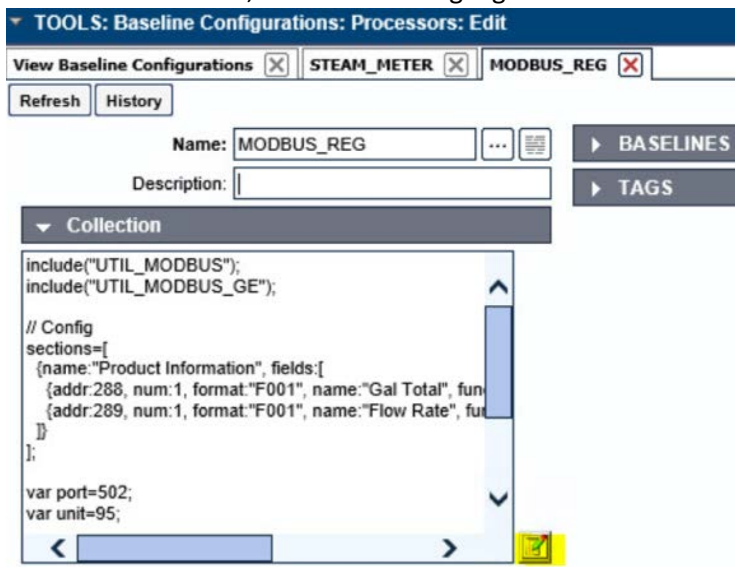 TOOLS: Baseline Configurations: Processors: Edit
View Baseline Configurations STEAM_METER MODBUS_REG
Refresh History
Name: MODBUS_REG ...
BASELINES
Description:
TAGS
Collection
include("UTIL_MODBUS");
include("UTIL_MODBUS_GE");
// Config
sections=[
{name:"Product Information", fields:[
{addr:288, num:1, format:"F001", name:"Gal Total", fun
{addr:289, num:1, format:"F001", name:"Flow Rate", fu
]}
];
var port=502;
var unit=95;